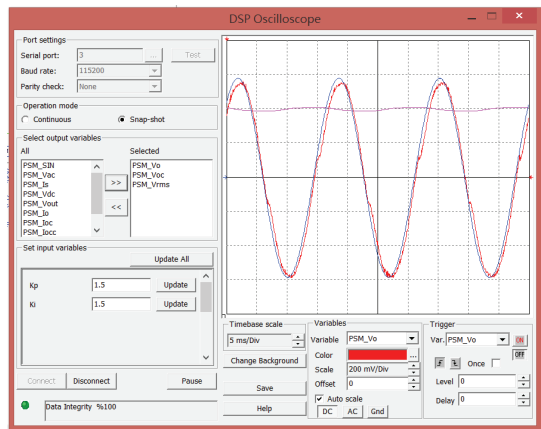 DSP Oscilloscope
Port settings
Serial port: 3 ... Test
Baud rate: 115200
Parity check: None
Operation mode
Continuous Snap-shot
Select output variables
All Selected
PSM_SIN
PSM_Vac
PSM_Is
PSM_Vdc
PSM_Vout
PSM_Io
PSM_Ioc
PSM_Iocc
>>
<<
PSM_Vo
PSM_Voc
PSM_Vrms
Set input variables
Update All
Kp 1.5 Update
Ki 1.5 Update
Connect Disconnect Pause
Data Integrity %100
Timebase scale
5 ms/Div
Change Background
Save
Help
Variables
Variable PSM_Vo
Color ...
Scale 200 mV/Div
Offset 0
Auto scale
DC AC Gnd
Trigger
Var. PSM_Vo ON
OFF
Once
Level 0
Delay 0